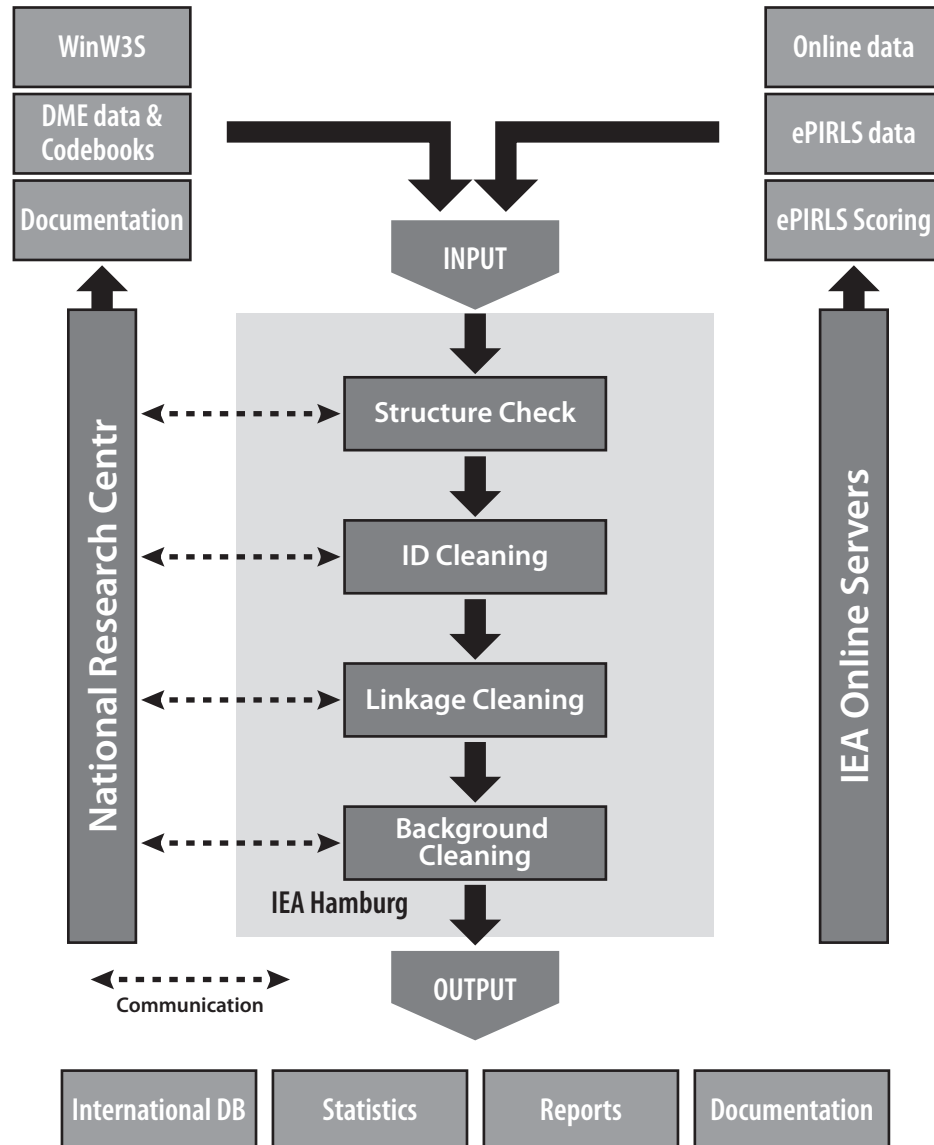 WinW3S
DME data &
Codebooks
Documentation
Online data
ePIRLS data
ePIRLS Scoring
INPUT
National Research Centr
Structure Check
ID Cleaning
Linkage Cleaning
Background
Cleaning
IEA Hamburg
IEA Online Servers
Communication
OUTPUT
International DB
Statistics
Reports
Documentation